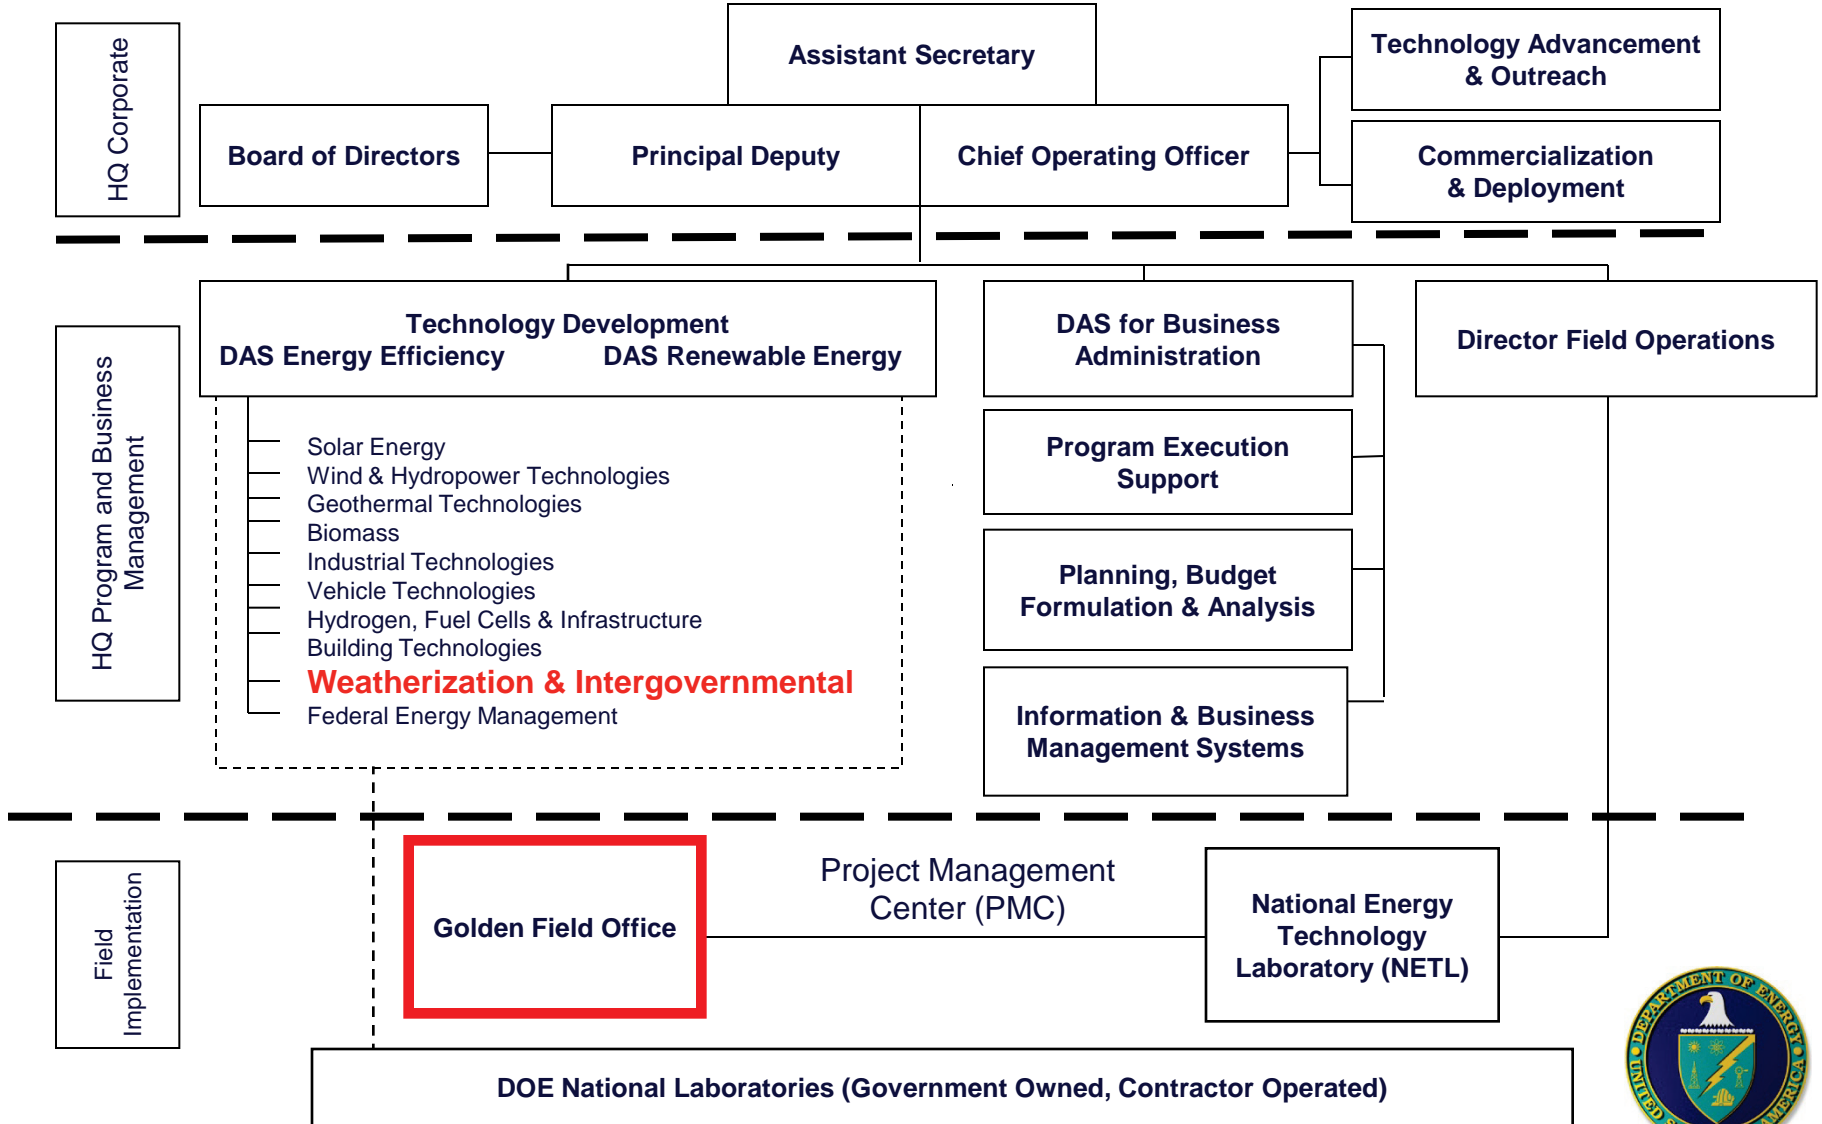 HQ Corporate
Assistant Secretary
Technology Advancement
& Outreach
Board of Directors
Principal Deputy
Chief Operating Officer
Commercialization
& Deployment
HQ Program and Business
Management
Technology Development
DAS Energy Efficiency DAS Renewable Energy
DAS for Business
Administration
Director Field Operations
Solar Energy
Wind & Hydropower Technologies
Geothermal Technologies
Biomass
Industrial Technologies
Vehicle Technologies
Hydrogen, Fuel Cells & Infrastructure
Building Technologies
Weatherization & Intergovernmental
Federal Energy Management
Program Execution
Support
Planning, Budget
Formulation & Analysis
Information & Business
Management Systems
Field
Implementation
Golden Field Office
Project Management
Center (PMC)
National Energy
Technology
Laboratory (NETL)
DOE National Laboratories (Government Owned, Contractor Operated)
DEPARTMENT OF ENERGY
UNITED S
AMERICA